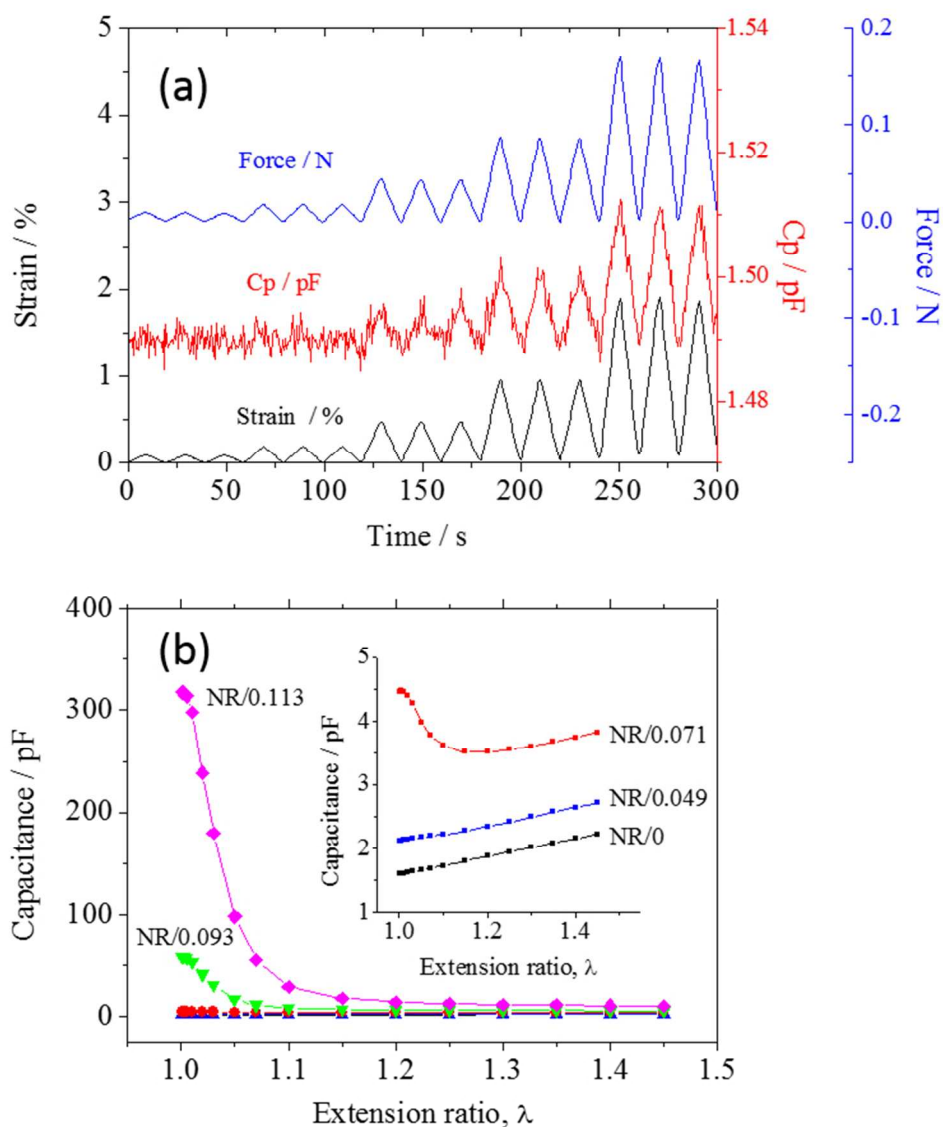 (a)
5
4
3
2
1
0
Strain / %
Force / N
Cp / pF
Strain / %
1.54
1.52
1.50
1.48
Cp / pF
0.2
0.1
0.0
-0.1
-0.2
Force / N
0 50 100 150 200 250 300
Time / s
(b)
400
300
200
100
0
Capacitance / pF
NR/0.113
NR/0.093
5
4
3
2
1
Capacitance / pF
NR/0.071
NR/0.049
NR/0
1.0 1.2 1.4
Extension ratio, λ
1.0 1.1 1.2 1.3 1.4 1.5
Extension ratio, λ